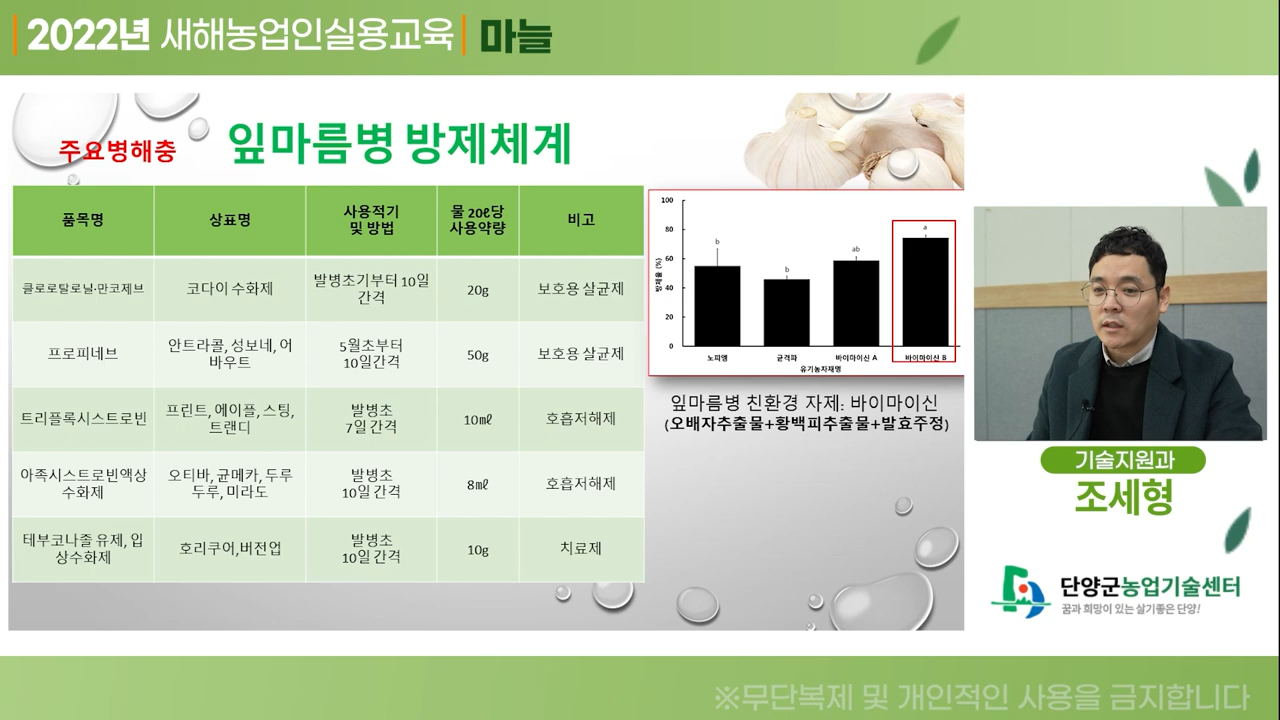 2022년 새해농업인실용교육 마늘
주요병해충 잎마름병 방제체계
품목명 상표명 사용적기 및 방법 물 20ℓ당 사용약량 비고
클로로탈로닐·만코제브 코다이 수화제 발병초기부터 10일 간격 20g 보호용 살균제
프로피네브 안트라콜, 성보네, 어바우트 5월초부터 10일간격 50g 보호용 살균제
트리플록시스트로빈 프린트, 에이플, 스팅, 트랜디 발병초 7일 간격 10㎖ 호흡저해제
아족시스트로빈액상수화제 오티바, 균메카, 두루두루, 미라도 발병초 10일 간격 8㎖ 호흡저해제
테부코나졸 유제, 입상수화제 호리쿠어,버전업 발병초 10일 간격 10g 치료제
방제율 (%)
100
80
60
40
20
0
b b ab a
노피엠 균격파 바이마이신 A 바이마이신 B
유기농자재명
잎마름병 친환경 자제: 바이마이신
(오배자추출물+황백피추출물+발효주정)
기술지원과
조세형
단양군농업기술센터
꿈과 희망이 있는 살기좋은 단양!
※무단복제 및 개인적인 사용을 금지합니다